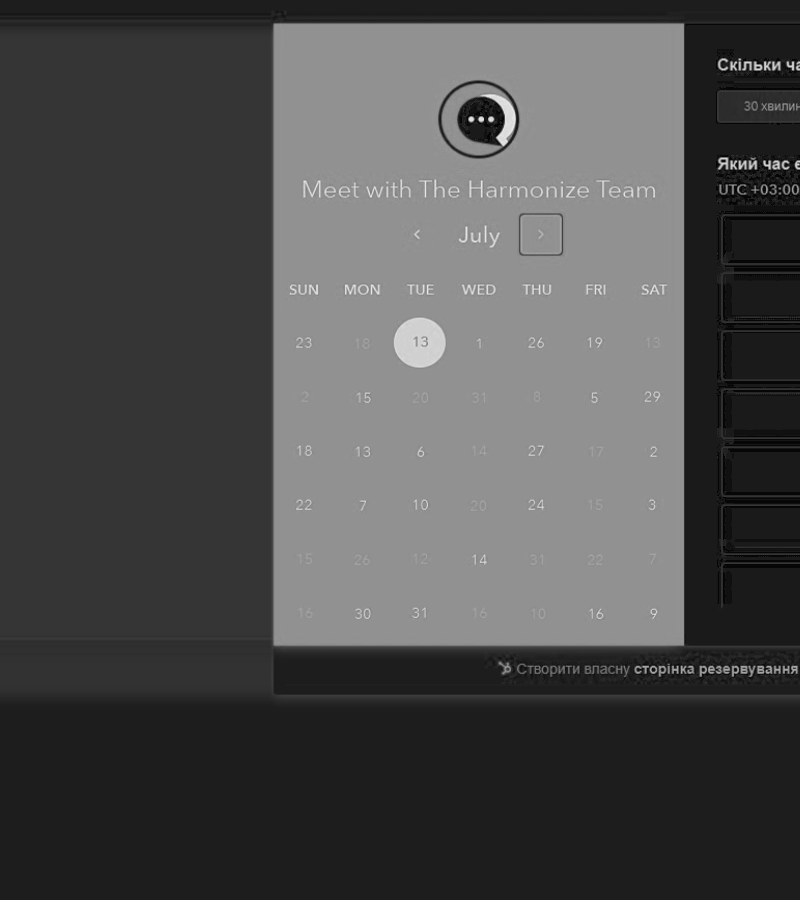 Meet with The Harmonize Team
July
SUN MON TUE WED THU FRI SAT
23 18 13 1 26 19 13
2 15 20 31 8 5 29
18 13 6 14 27 17 2
22 7 10 20 24 15 3
15 26 12 14 31 22 7
16 30 31 16 10 16 9
Створити власну сторінка резервування
Скільки ча
30 хвилин
Який час є
UTC +03:00